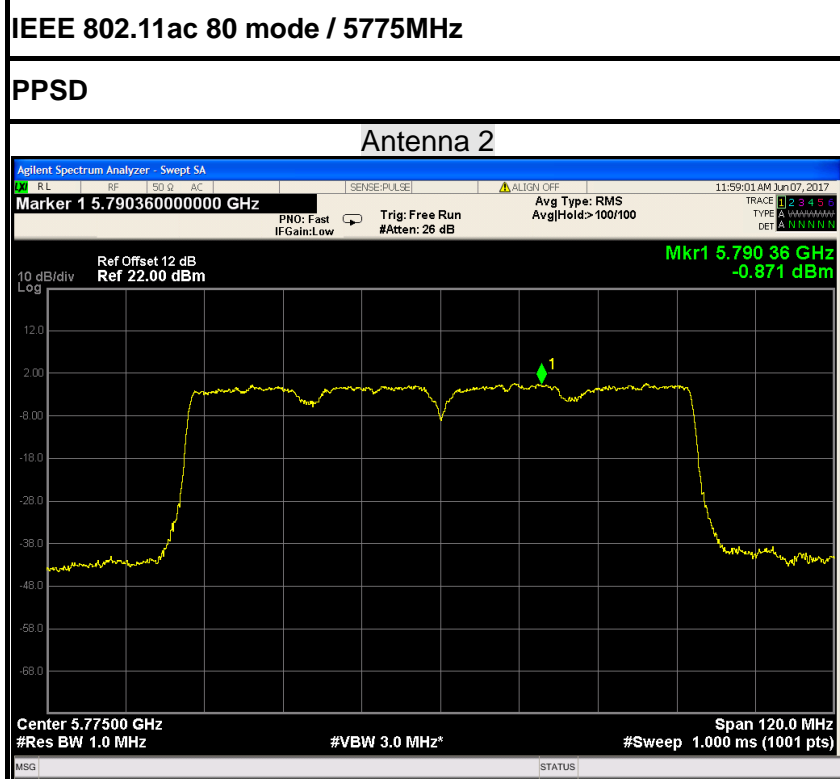 IEEE 802.11ac 80 mode / 5775MHz
PPSD
Antenna 2
Agilent Spectrum Analyzer - Swept SA
LXI RL RF 50 Ω AC SENSE:PULSE ALIGN OFF 11:59:01 AM Jun 07, 2017
Marker 1 5.790360000000 GHz
PNO: Fast
IFGain:Low
Trig: Free Run
#Atten: 26 dB
Avg Type: RMS
Avg|Hold:>100/100
TRACE 1 2 3 4 5 6
TYPE A WWWWW
DET A N N N N N
Mkr1 5.790 36 GHz
-0.871 dBm
Ref Offset 12 dB
10 dB/div Ref 22.00 dBm
Log
12.0
2.00
-8.00
-18.0
-28.0
-38.0
-48.0
-58.0
-68.0
1
Center 5.77500 GHz Span 120.0 MHz
#Res BW 1.0 MHz #VBW 3.0 MHz* #Sweep 1.000 ms (1001 pts)
MSG STATUS